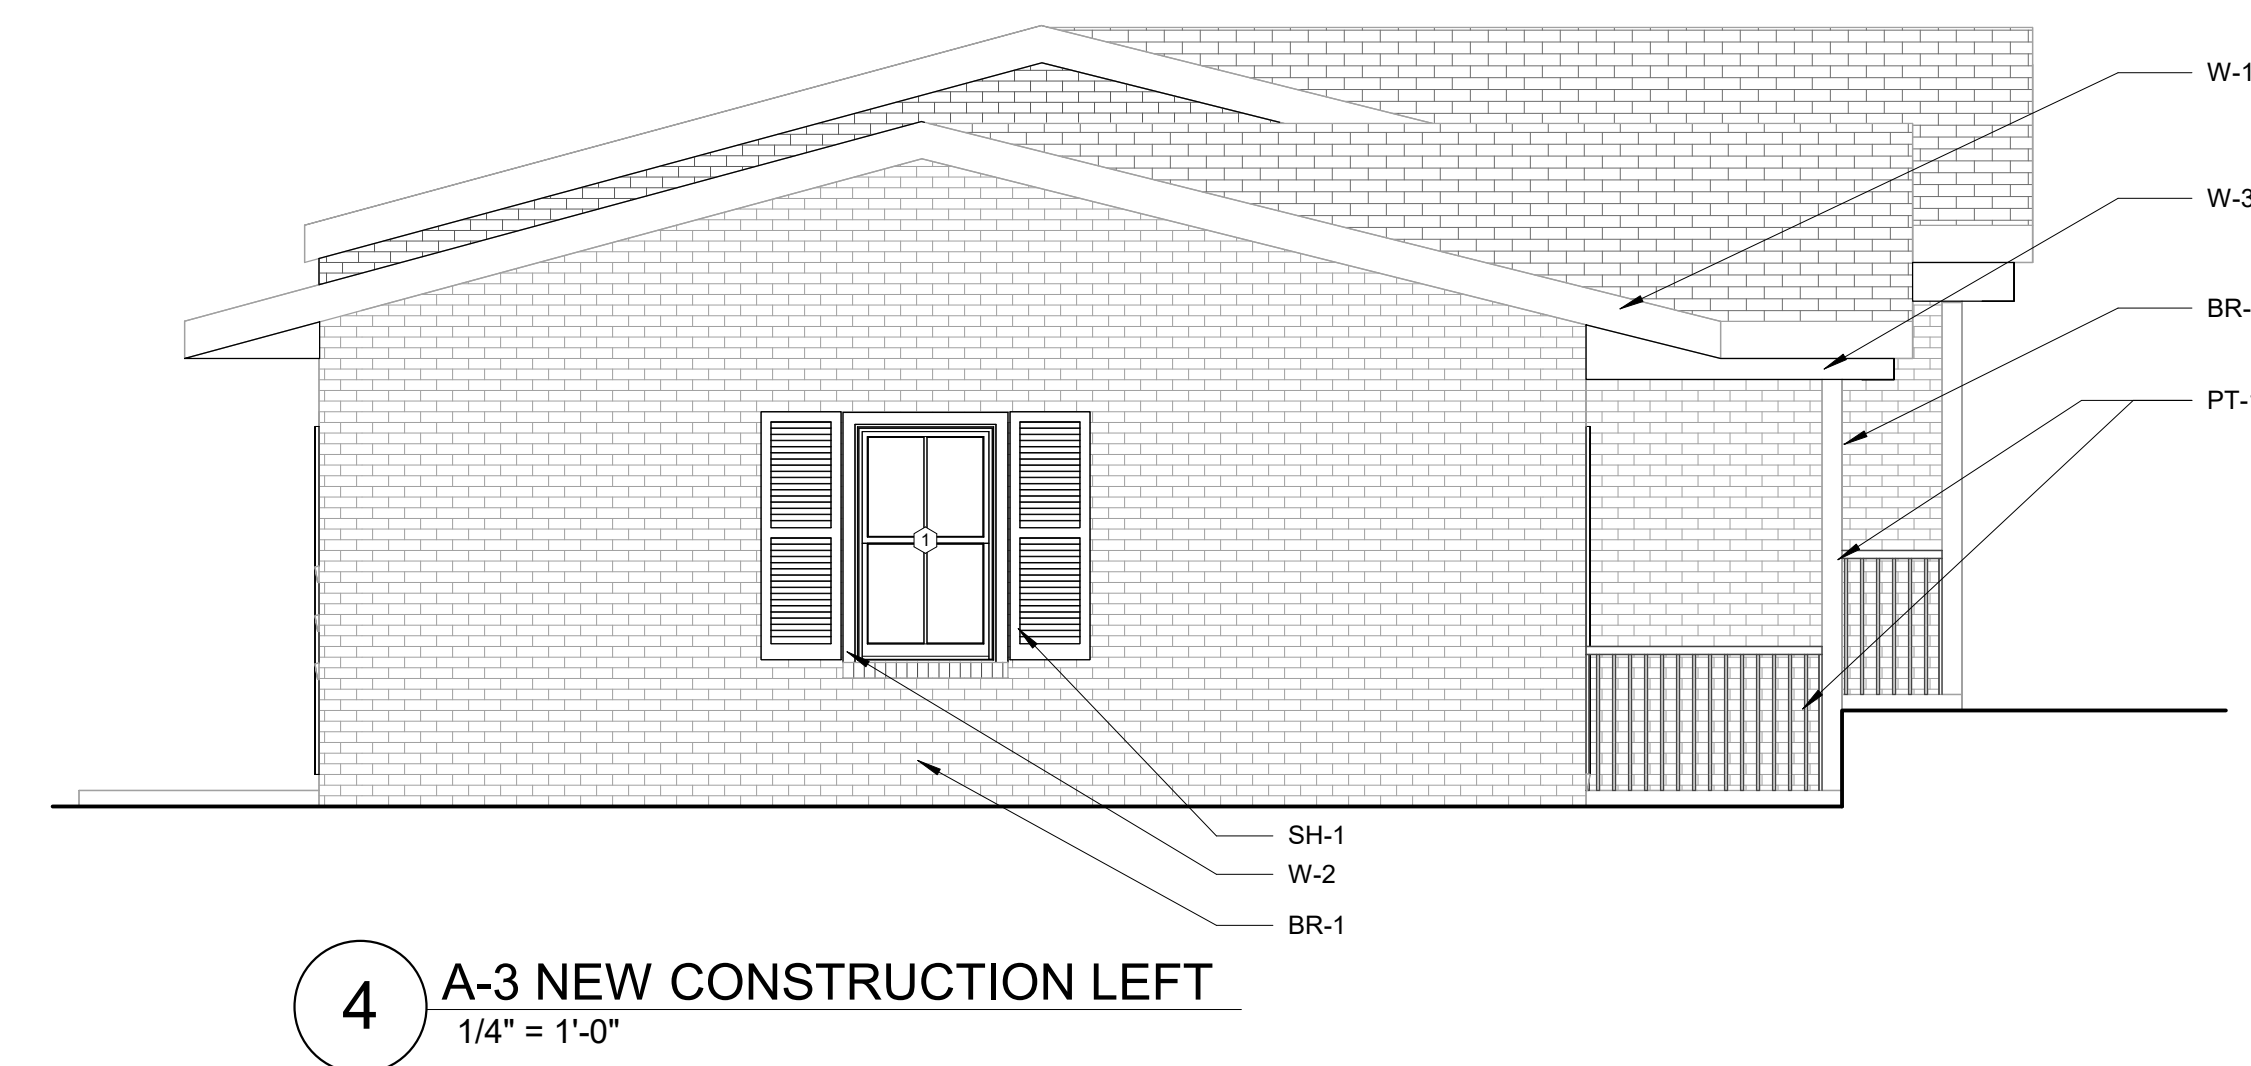 W-1
W-3
BR-
PT-
1
SH-1
W-2
BR-1
4
A-3 NEW CONSTRUCTION LEFT
1/4" = 1'-0"